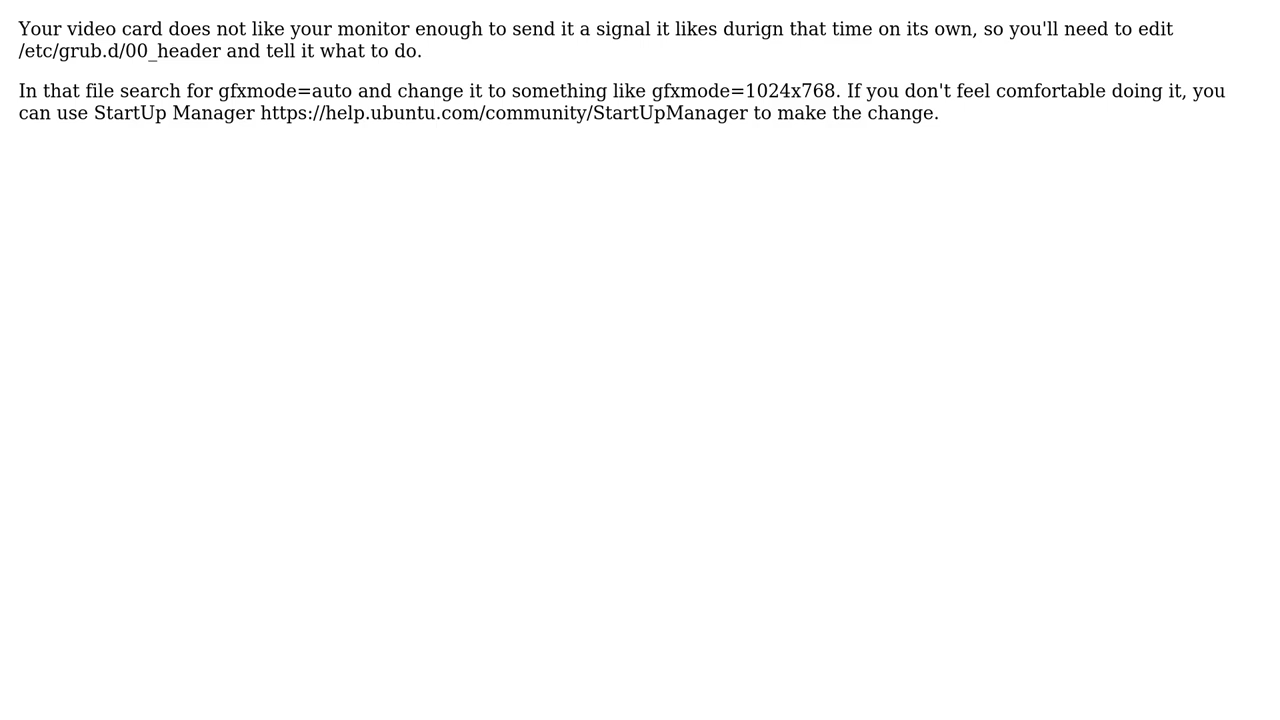 Your video card does not like your monitor enough to send it a signal it likes durign that time on its own, so you'll need to edit
/etc/grub.d/00_header and tell it what to do.
In that file search for gfxmode=auto and change it to something like gfxmode=1024x768. If you don't feel comfortable doing it, you
can use StartUp Manager https://help.ubuntu.com/community/StartUpManager to make the change.